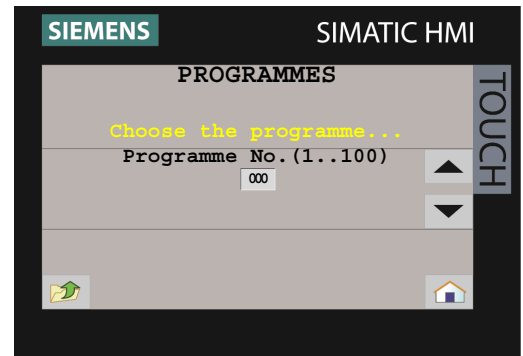 SIEMENS
SIMATIC HMI
TOUCH
PROGRAMMES
Choose the programme...
Programme No.(1..100)
000